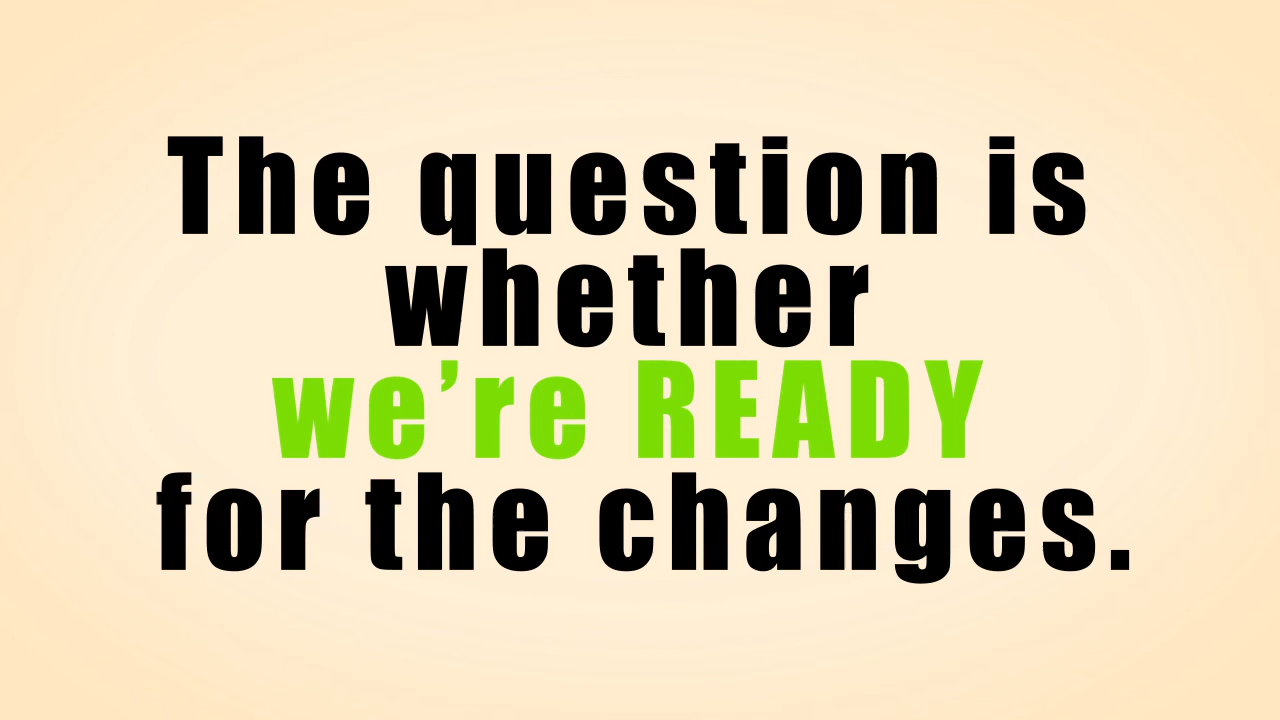 The question is
whether
we’re READY
for the changes.